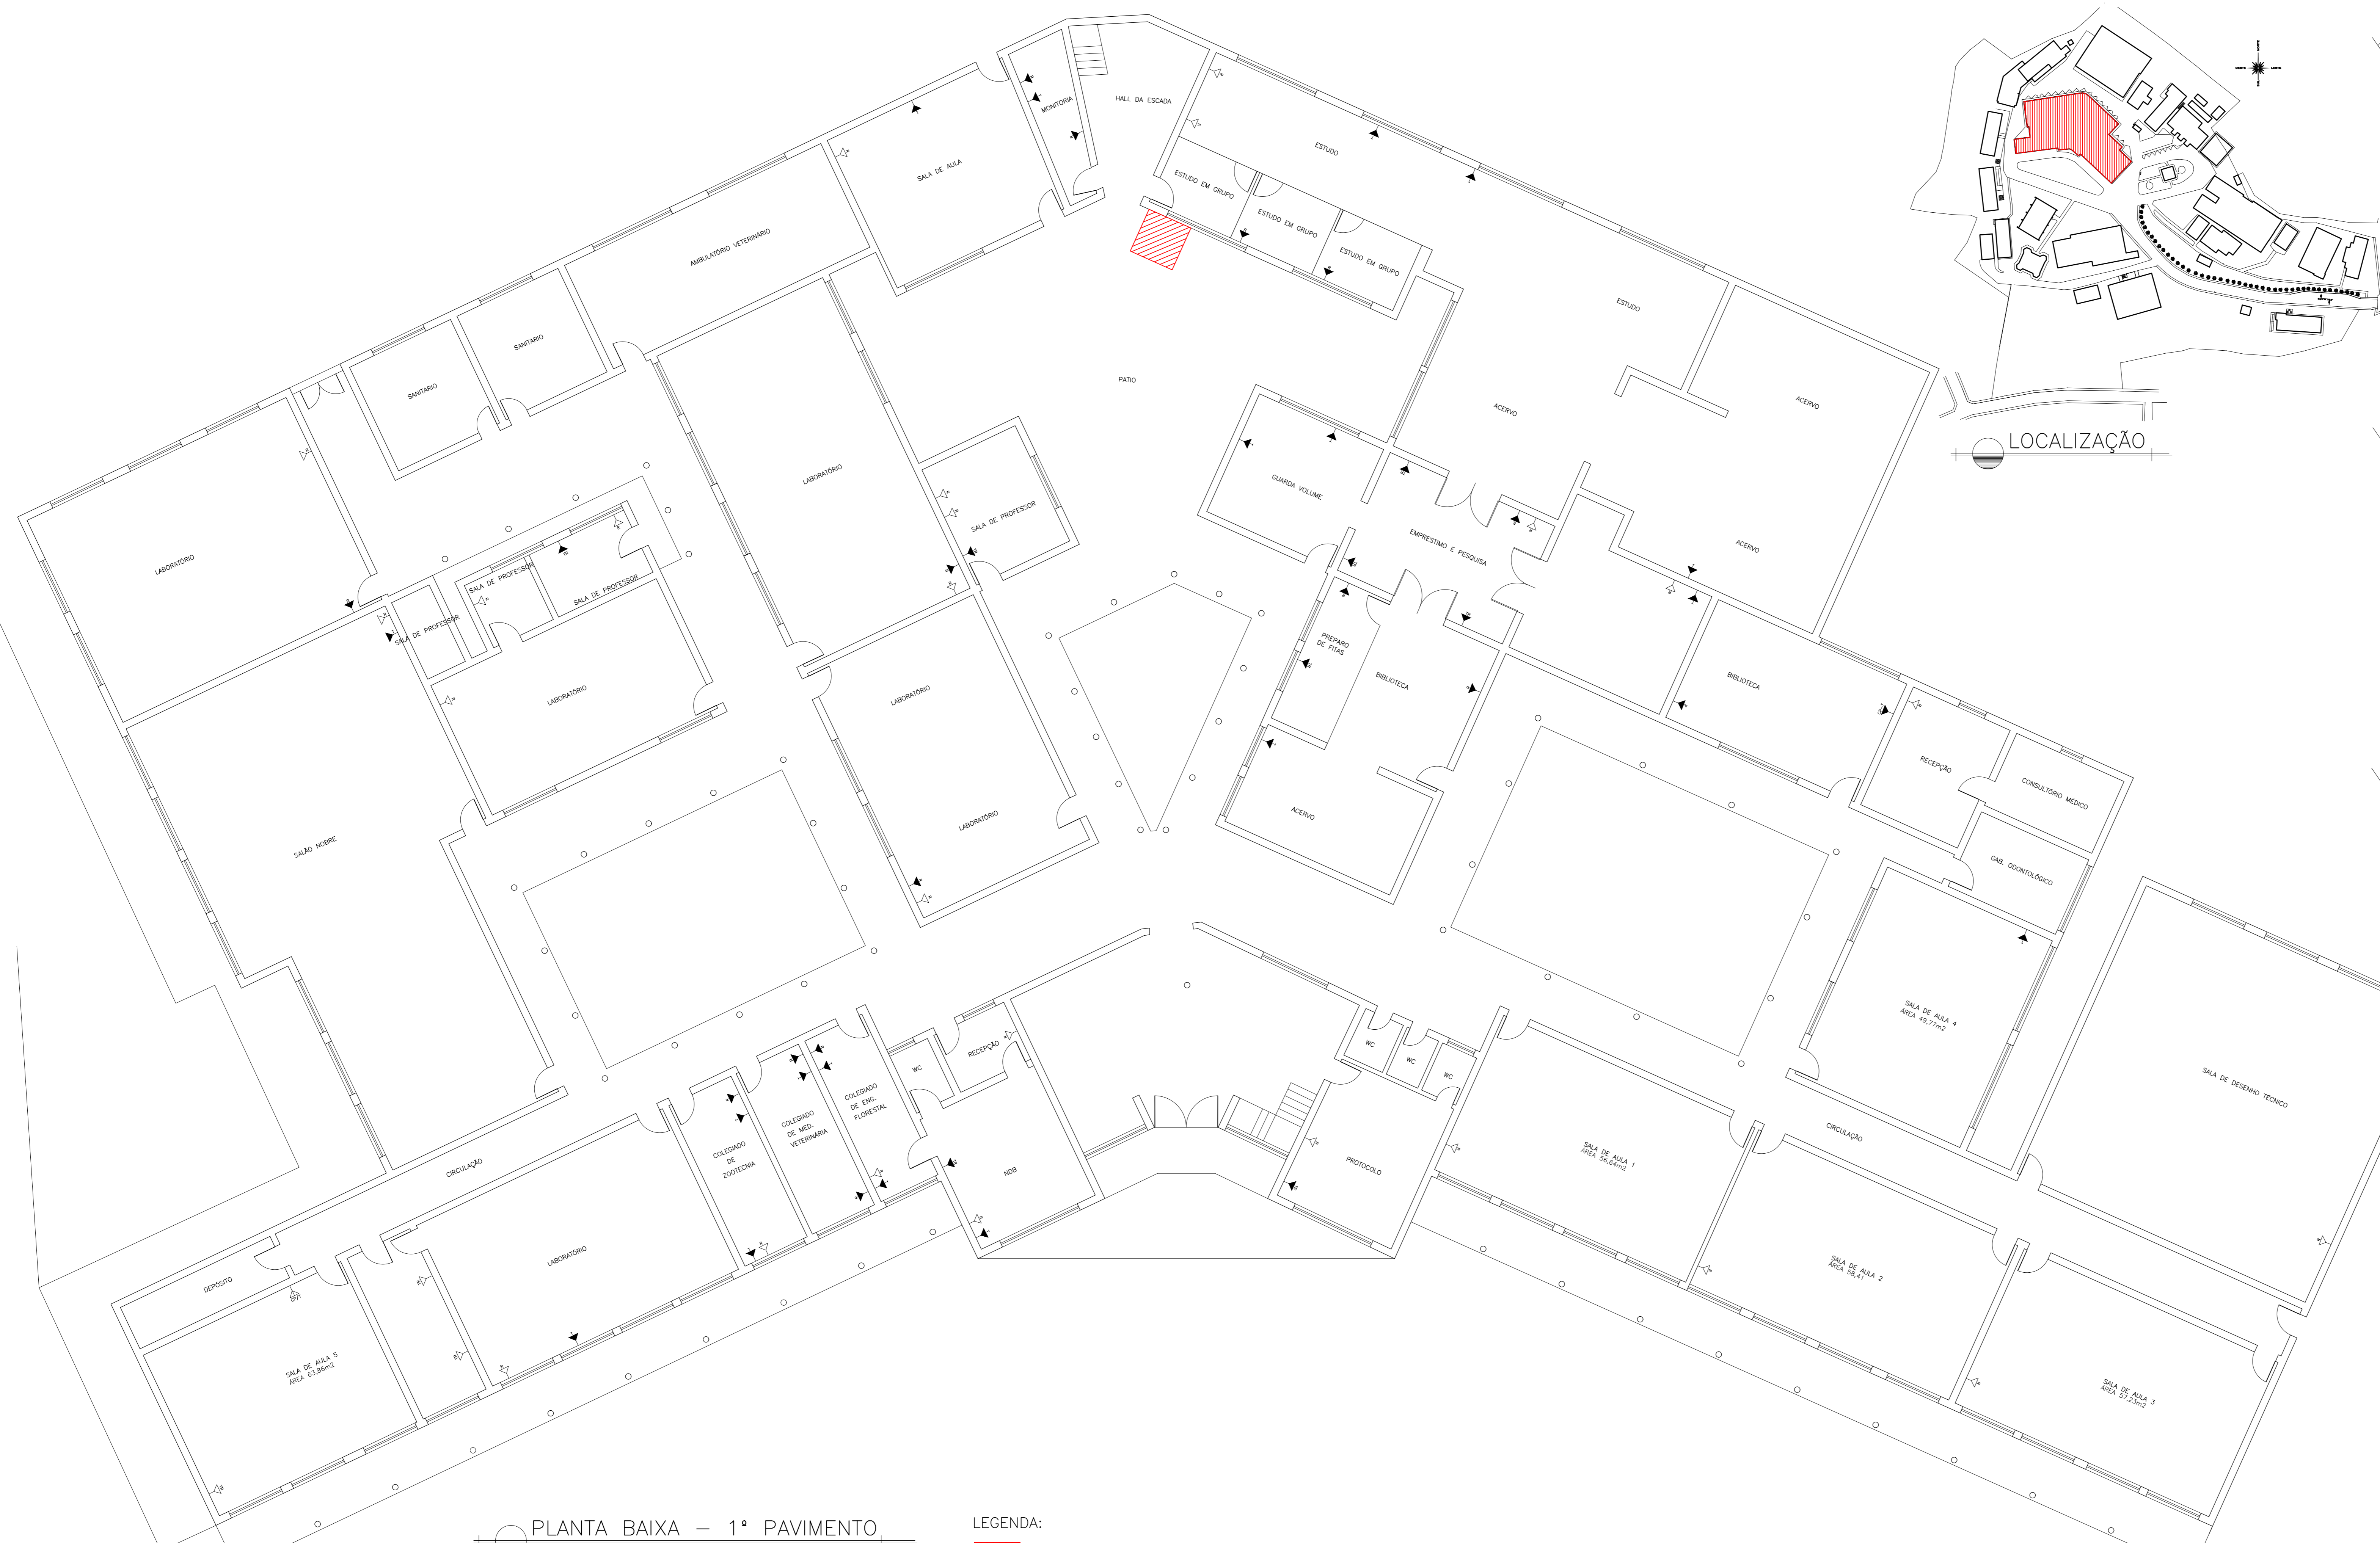 HALL DA ESCADA
MONITORIA
ESTUDO
SALA DE AULA
ESTUDO EM GRUPO
ESTUDO EM GRUPO
ESTUDO EM GRUPO
AMBULATÓRIO VETERINÁRIO
SANITARIO
SANITARIO
ESTUDO
PATIO
ACERVO
ACERVO
LOCALIZAÇÃO
LABORATÓRIO
GUARDA VOLUME
SALA DE PROFESSOR
EMPRESTIMO E PESQUISA
ACERVO
LABORATÓRIO
SALA DE PROFESSOR
SALA DE PROFESSOR
SALA DE PROFESSOR
PREPARO
DE FITAS
BIBLIOTECA
BIBLIOTECA
LABORATÓRIO
LABORATÓRIO
RECEPÇÃO
CONSULTÓRIO MÉDICO
LABORATÓRIO
ACERVO
SALÃO NOBRE
GAB. ODONTOLÓGICO
SALA DE AULA 4
ÁREA 49,77m2
SALA DE DESENHO TÉCNICO
RECEPÇÃO
WC
WC
WC
WC
COLEGIADO
DE ENG.
FLORESTAL
COLEGIADO
DE MED.
VETERINÁRIA
COLEGIADO
DE
ZOOTECNIA
CIRCULAÇÃO
NDB
PROTOCOLO
SALA DE AULA 1
ÁREA 56,64m2
CIRCULAÇÃO
LABORATÓRIO
DEPÓSITO
SALA DE AULA 2
ÁREA 58,41
SALA DE AULA 5
ÁREA 63,86m2
SALA DE AULA 3
ÁREA 57,23m2
PLANTA BAIXA – 1º PAVIMENTO
LEGENDA: